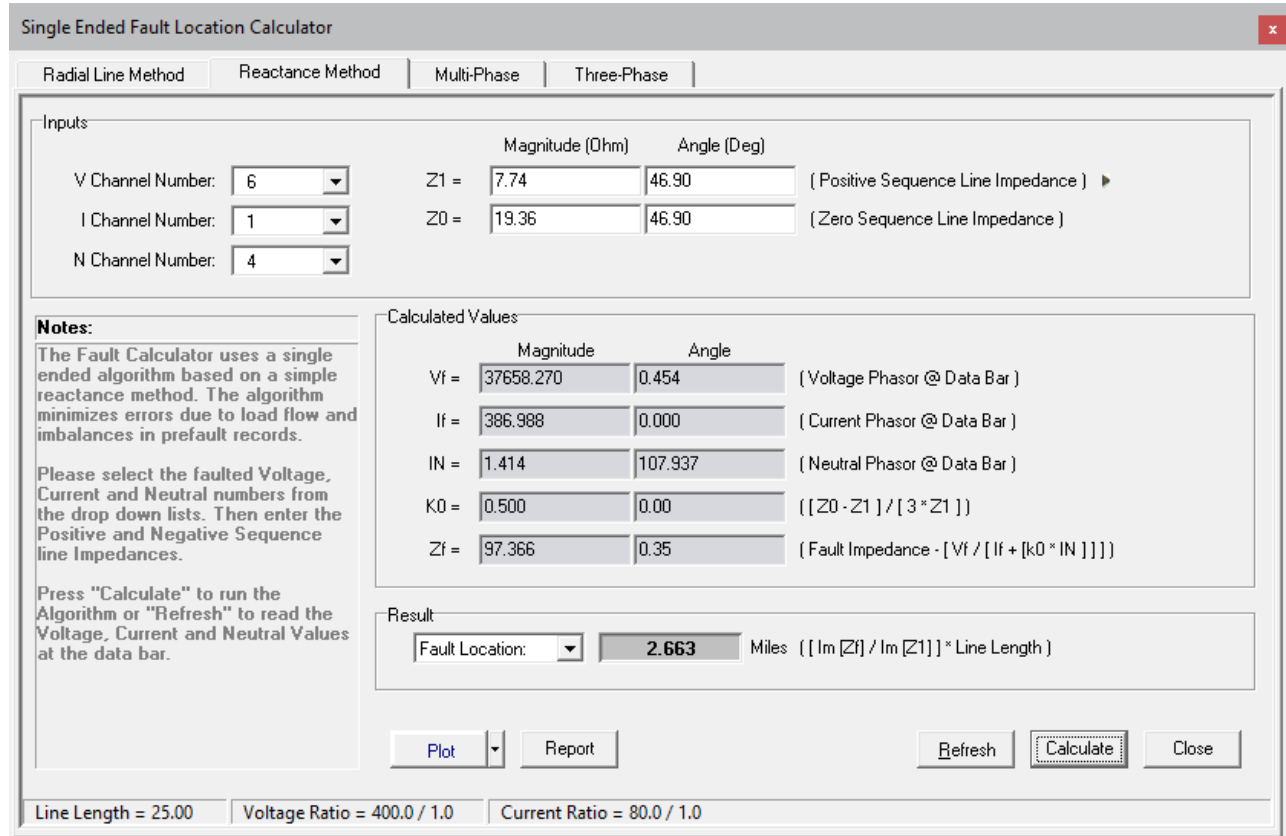 Single Ended Fault Location Calculator
x
Radial Line Method Reactance Method Multi-Phase Three-Phase
Inputs
Magnitude (Ohm) Angle (Deg)
V Channel Number: 6 Z1 = 7.74 46.90 ( Positive Sequence Line Impedance )
I Channel Number: 1 Z0 = 19.36 46.90 ( Zero Sequence Line Impedance )
N Channel Number: 4
Notes:
The Fault Calculator uses a single
ended algorithm based on a simple
reactance method. The algorithm
minimizes errors due to load flow and
imbalances in prefault records.
Please select the faulted Voltage,
Current and Neutral numbers from
the drop down lists. Then enter the
Positive and Negative Sequence
line Impedances.
Press "Calculate" to run the
Algorithm or "Refresh" to read the
Voltage, Current and Neutral Values
at the data bar.
Calculated Values
Magnitude Angle
Vf = 37658.270 0.454 ( Voltage Phasor @ Data Bar )
If = 386.988 0.000 ( Current Phasor @ Data Bar )
IN = 1.414 107.937 ( Neutral Phasor @ Data Bar )
K0 = 0.500 0.00 ( [ Z0 - Z1 ] / [ 3 * Z1 ] )
Zf = 97.366 0.35 ( Fault Impedance - [ Vf / [ If + [k0 * IN ] ] ] )
Result
Fault Location: 2.663 Miles ( [ Im [Zf] / Im [Z1] ] * Line Length )
Plot Report Refresh Calculate Close
Line Length = 25.00 Voltage Ratio = 400.0 / 1.0 Current Ratio = 80.0 / 1.0